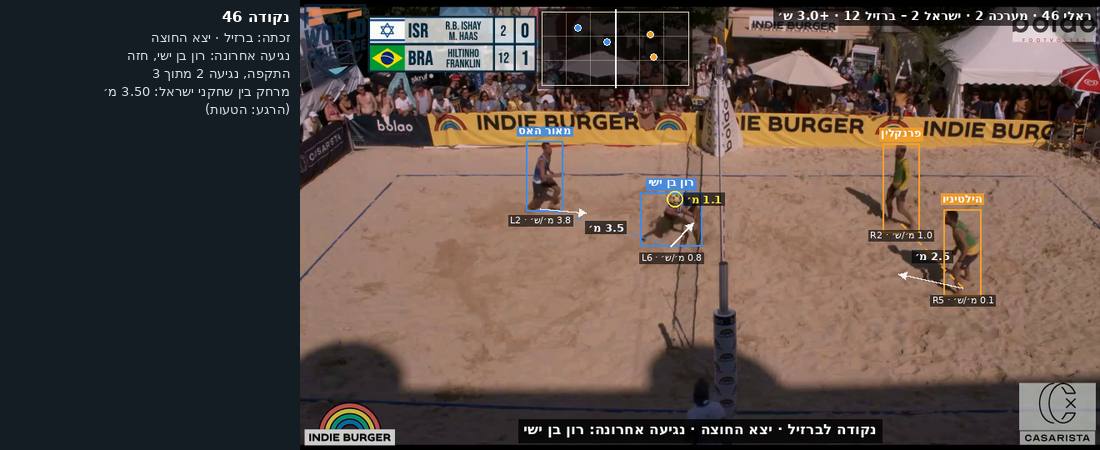 נקודה 46
זכתה: ברזיל · יצא החוצה
נגיעה אחרונה: רון בן ישי, חזה
התקפה, נגיעה 2 מתוך 3
מרחק בין שחקני ישראל: 3.50 מ׳
(הרגע: הטעות)
ראלי 46 · מערכה 2 · ישראל 2 – ברזיל 12 · +3.0 ש׳
ISR R.B. ISHAY M. HAAS 2 0
BRA HILTINHO FRANKLIN 12 1
INDIE BURGER
bolao
FOOTVOLLEY
bolao
INDIE BURGER
INDIE BURGER
bolao
CASARISTA
מאור האס
רון בן ישי
פרנקלין
הילטיניו
1.1 מ׳
L2 · 3.8 מ׳/ש׳
3.5 מ׳
L6 · 0.8 מ׳/ש׳
R2 · 1.0 מ׳/ש׳
2.5 מ׳
R5 · 0.1 מ׳/ש׳
INDIE BURGER
נקודה לברזיל · יצא החוצה · נגיעה אחרונה: רון בן ישי
CASARISTA